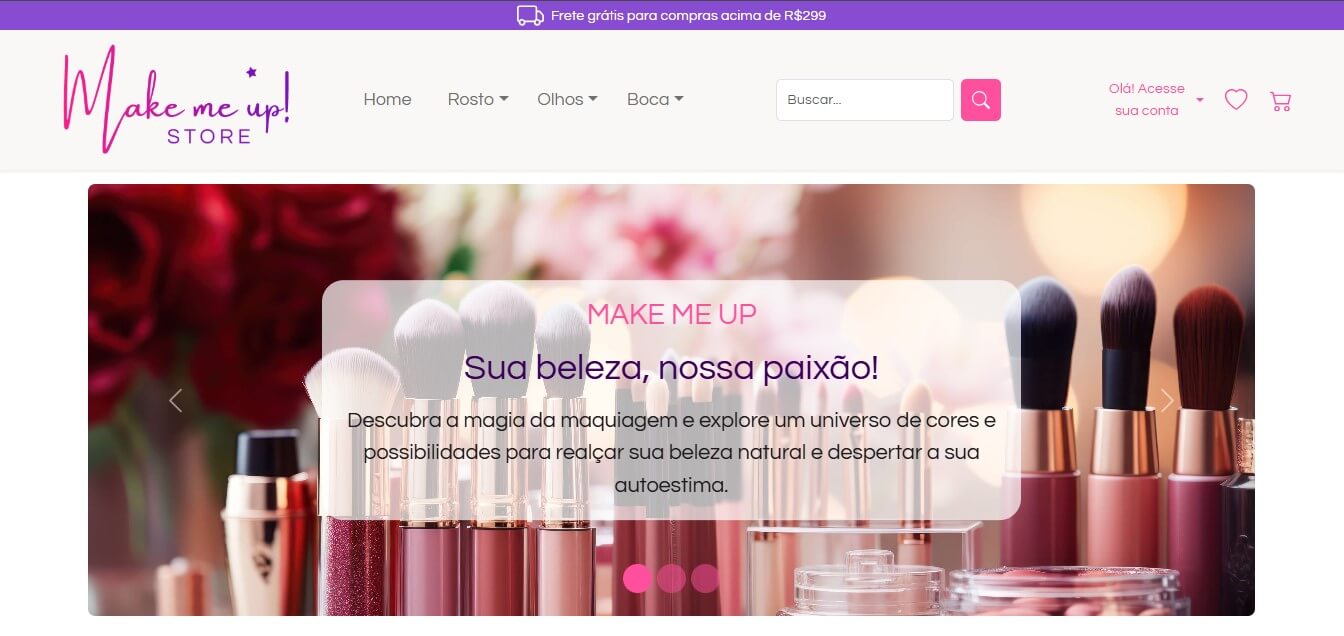 Frete grátis para compras acima de R$299
Make me up!
STORE
Home Rosto Olhos Boca
Buscar...
Olá! Acesse
sua conta
MAKE ME UP
Sua beleza, nossa paixão!
Descubra a magia da maquiagem e explore um universo de cores e
possibilidades para realçar sua beleza natural e despertar a sua
autoestima.